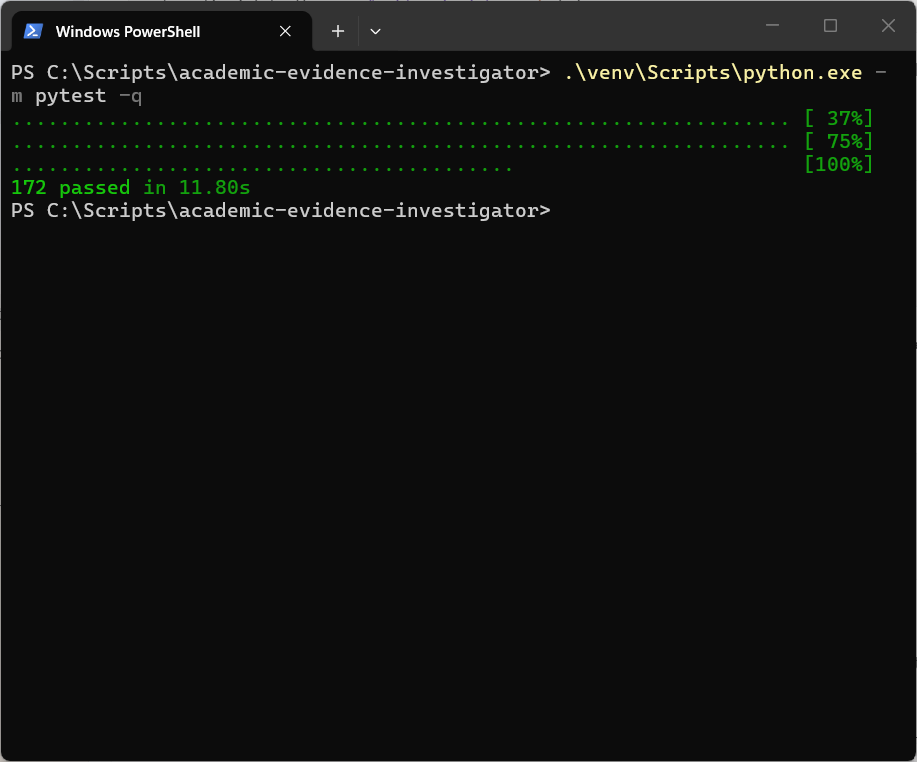 Windows PowerShell
PS C:\Scripts\academic-evidence-investigator> .\venv\Scripts\python.exe -
m pytest -q
................................................................. [ 37%]
................................................................. [ 75%]
.......................................... [100%]
172 passed in 11.80s
PS C:\Scripts\academic-evidence-investigator>